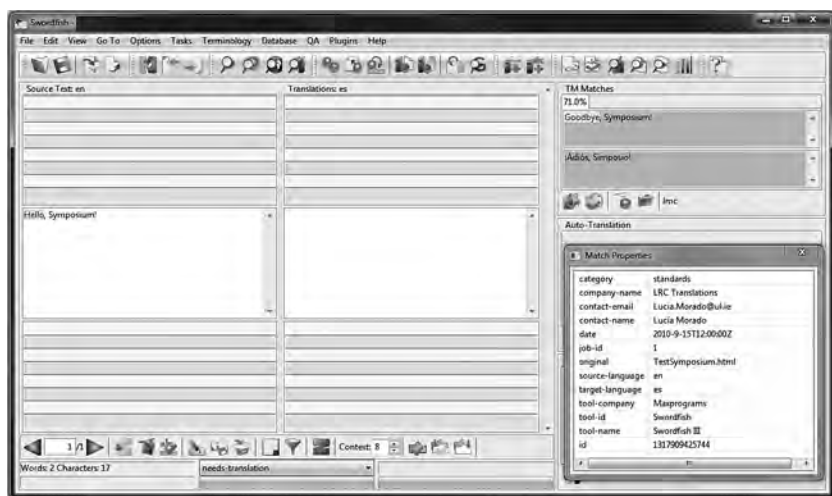 Swordfish -
File Edit View Go To Options Tasks Terminology Database QA Plugins Help
Source Text: en
Translations: es
TM Matches
71.0%
Goodbye, Symposium!
¡Adiós, Simposio!
lmc
Auto-Translation
Hello, Symposium!
Match Properties
category standards
company-name LRC Translations
contact-email Lucia.Morado@ul.ie
contact-name Lucía Morado
date 2010-9-15T12:00:00Z
job-id 1
original TestSymposium.html
source-language en
target-language es
tool-company Maxprograms
tool-id Swordfish
tool-name Swordfish III
id 1317909425744
1 /1 Context: 8
Words: 2 Characters: 17 needs-translation